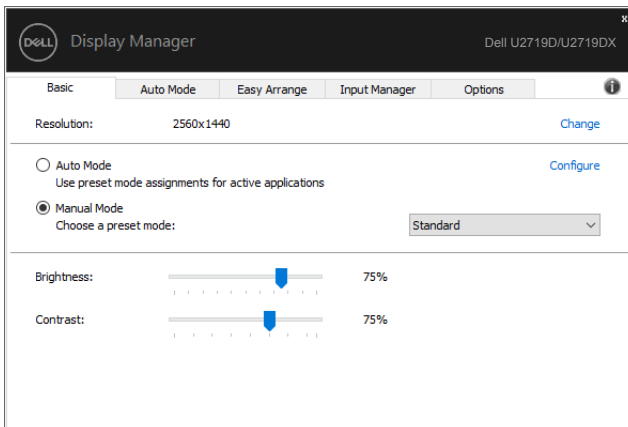 x
DELL Display Manager Dell U2719D/U2719DX
Basic Auto Mode Easy Arrange Input Manager Options i
Resolution: 2560x1440 Change
Auto Mode Configure
Use preset mode assignments for active applications
Manual Mode
Choose a preset mode: Standard
Brightness: 75%
Contrast: 75%